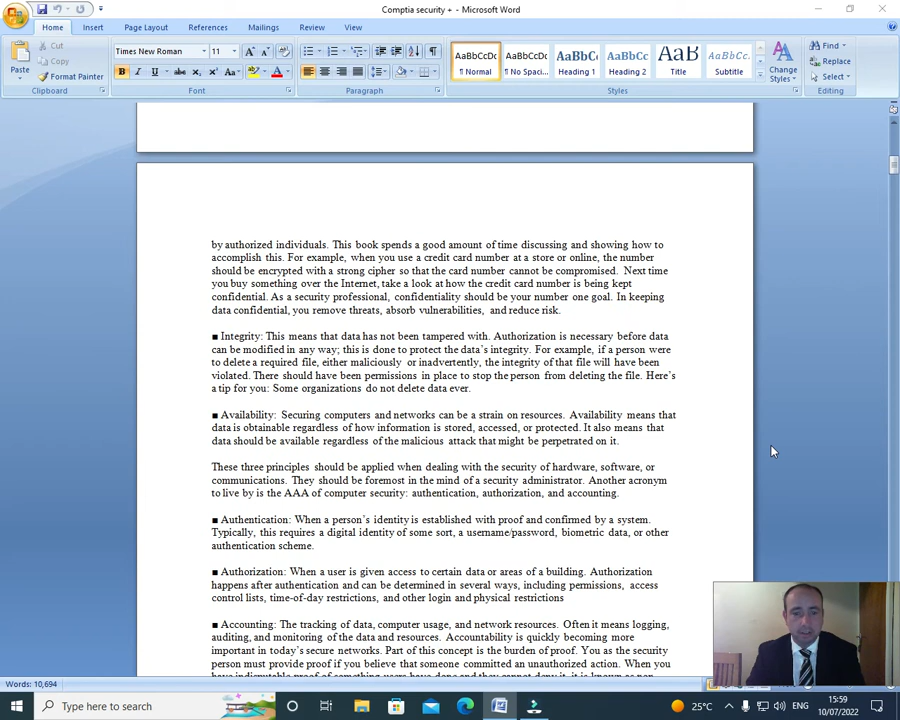 Comptia security + - Microsoft Word
Home Insert Page Layout References Mailings Review View
Cut
Copy
Format Painter
Paste
Clipboard
Times New Roman 11
Font
Paragraph
AaBbCcDc AaBbCcDc AaBbCc AaBbCc AaB AaBbCc.
¶ Normal ¶ No Spaci... Heading 1 Heading 2 Title Subtitle
Change Styles
Styles
Find
Replace
Select
Editing
by authorized individuals. This book spends a good amount of time discussing and showing how to
accomplish this. For example, when you use a credit card number at a store or online, the number
should be encrypted with a strong cipher so that the card number cannot be compromised. Next time
you buy something over the Internet, take a look at how the credit card number is being kept
confidential. As a security professional, confidentiality should be your number one goal. In keeping
data confidential, you remove threats, absorb vulnerabilities, and reduce risk.
■ Integrity: This means that data has not been tampered with. Authorization is necessary before data
can be modified in any way; this is done to protect the data's integrity. For example, if a person were
to delete a required file, either maliciously or inadvertently, the integrity of that file will have been
violated. There should have been permissions in place to stop the person from deleting the file. Here's
a tip for you: Some organizations do not delete data ever.
■ Availability: Securing computers and networks can be a strain on resources. Availability means that
data is obtainable regardless of how information is stored, accessed, or protected. It also means that
data should be available regardless of the malicious attack that might be perpetrated on it.
These three principles should be applied when dealing with the security of hardware, software, or
communications. They should be foremost in the mind of a security administrator. Another acronym
to live by is the AAA of computer security: authentication, authorization, and accounting.
■ Authentication: When a person's identity is established with proof and confirmed by a system.
Typically, this requires a digital identity of some sort, a username/password, biometric data, or other
authentication scheme.
■ Authorization: When a user is given access to certain data or areas of a building. Authorization
happens after authentication and can be determined in several ways, including permissions, access
control lists, time-of-day restrictions, and other login and physical restrictions
■ Accounting: The tracking of data, computer usage, and network resources. Often it means logging,
auditing, and monitoring of the data and resources. Accountability is quickly becoming more
important in today's secure networks. Part of this concept is the burden of proof. You as the security
person must provide proof if you believe that someone committed an unauthorized action. When you
have indisputable proof of something users have done and they cannot deny it, it is known as non-
Words: 10,694
Type here to search
25°C
ENG
15:59
10/07/2022